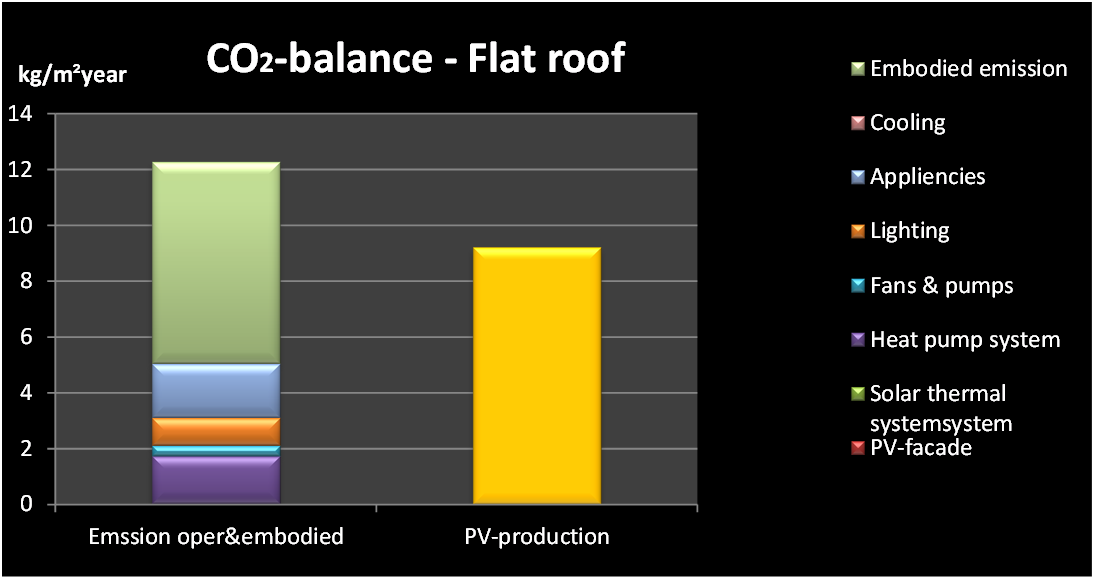 CO₂-balance - Flat roof
kg/m²year
14
12
10
8
6
4
2
0
Emssion oper&embodied
PV-production
Embodied emission
Cooling
Appliencies
Lighting
Fans & pumps
Heat pump system
Solar thermal
systemsystem
PV-facade